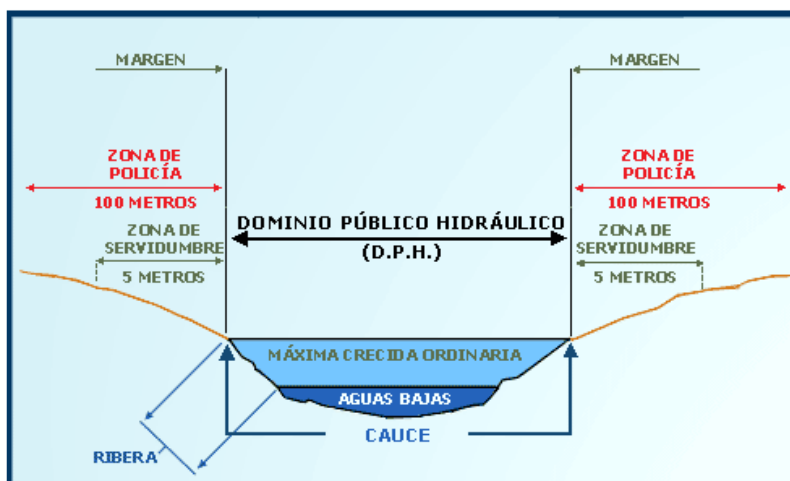 MARGEN
MARGEN
ZONA DE
POLICÍA
100 METROS
ZONA DE
POLICÍA
100 METROS
DOMINIO PÚBLICO HIDRÁULICO
(D.P.H.)
ZONA DE
SERVIDUMBRE
5 METROS
ZONA DE
SERVIDUMBRE
5 METROS
MÁXIMA CRECIDA ORDINARIA
AGUAS BAJAS
CAUCE
RIBERA